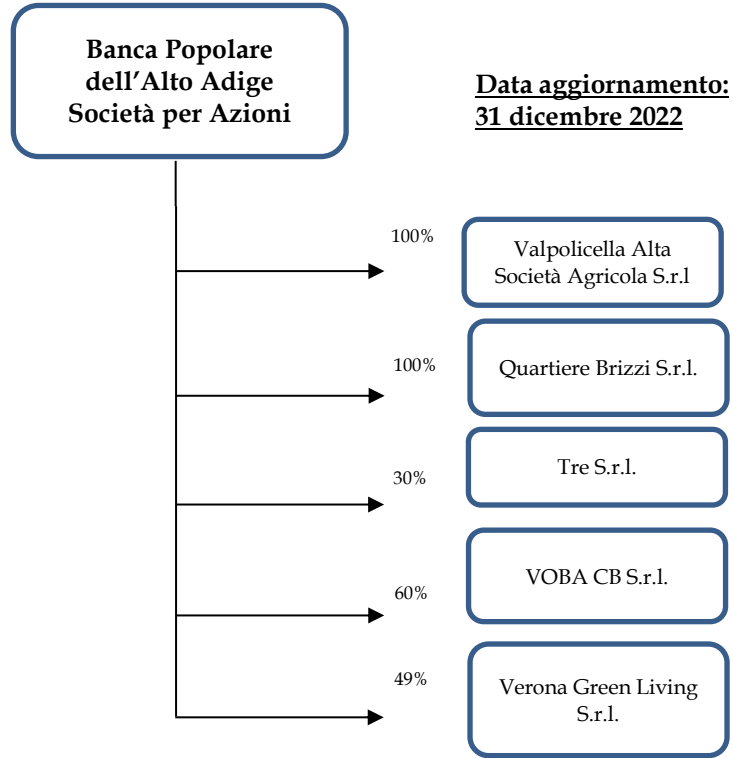 Banca Popolare
dell’Alto Adige
Società per Azioni
Data aggiornamento:
31 dicembre 2022
100%
Valpolicella Alta
Società Agricola S.r.l
100%
Quartiere Brizzi S.r.l.
30%
Tre S.r.l.
60%
VOBA CB S.r.l.
49%
Verona Green Living
S.r.l.